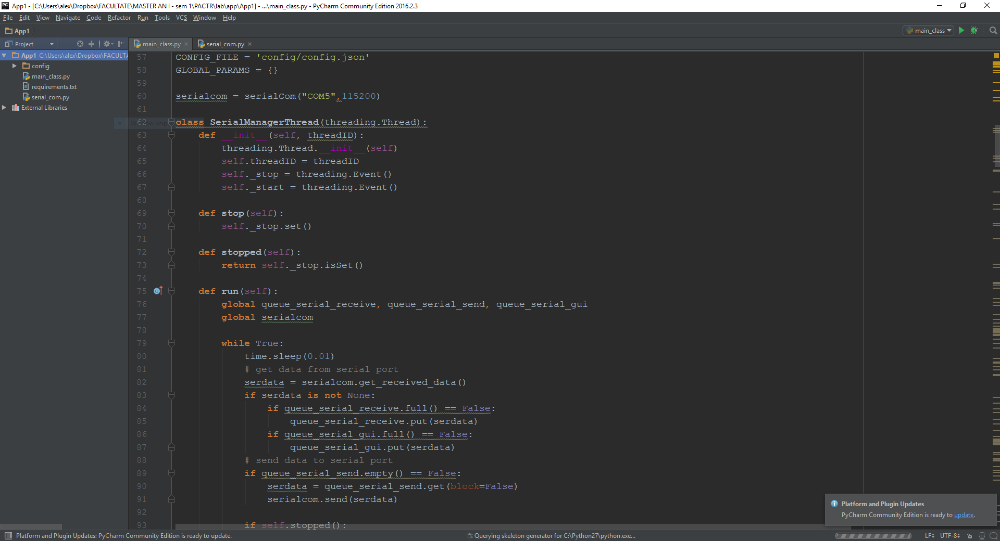 App1 - [C:\Users\alex\Dropbox\FACULTATE\MASTER AN I - sem 1\PACTR\lab\app\App1] - ...\main_class.py - PyCharm Community Edition 2016.2.3
File Edit View Navigate Code Refactor Run Tools VCS Window Help
App1
main_class
Project
main_class.py
serial_com.py
App1 C:\Users\alex\Dropbox\FACULTA
config
main_class.py
requirements.txt
serial_com.py
External Libraries
57 CONFIG_FILE = 'config/config.json'
58 GLOBAL_PARAMS = {}
59
60 serialcom = serialCom("COM5",115200)
61
62 class SerialManagerThread(threading.Thread):
63     def __init__(self, threadID):
64         threading.Thread.__init__(self)
65         self.threadID = threadID
66         self._stop = threading.Event()
67         self._start = threading.Event()
68
69     def stop(self):
70         self._stop.set()
71
72     def stopped(self):
73         return self._stop.isSet()
74
75     def run(self):
76         global queue_serial_receive, queue_serial_send, queue_serial_gui
77         global serialcom
78
79         while True:
80             time.sleep(0.01)
81             # get data from serial port
82             serdata = serialcom.get_received_data()
83             if serdata is not None:
84                 if queue_serial_receive.full() == False:
85                     queue_serial_receive.put(serdata)
86                 if queue_serial_gui.full() == False:
87                     queue_serial_gui.put(serdata)
88             # send data to serial port
89             if queue_serial_send.empty() == False:
90                 serdata = queue_serial_send.get(block=False)
91                 serialcom.send(serdata)
92
93             if self.stopped():
Platform and Plugin Updates
PyCharm Community Edition is ready to update.
Platform and Plugin Updates: PyCharm Community Edition is ready to update.
Querying skeleton generator for C:\Python27\python.exe...
LF UTF-8